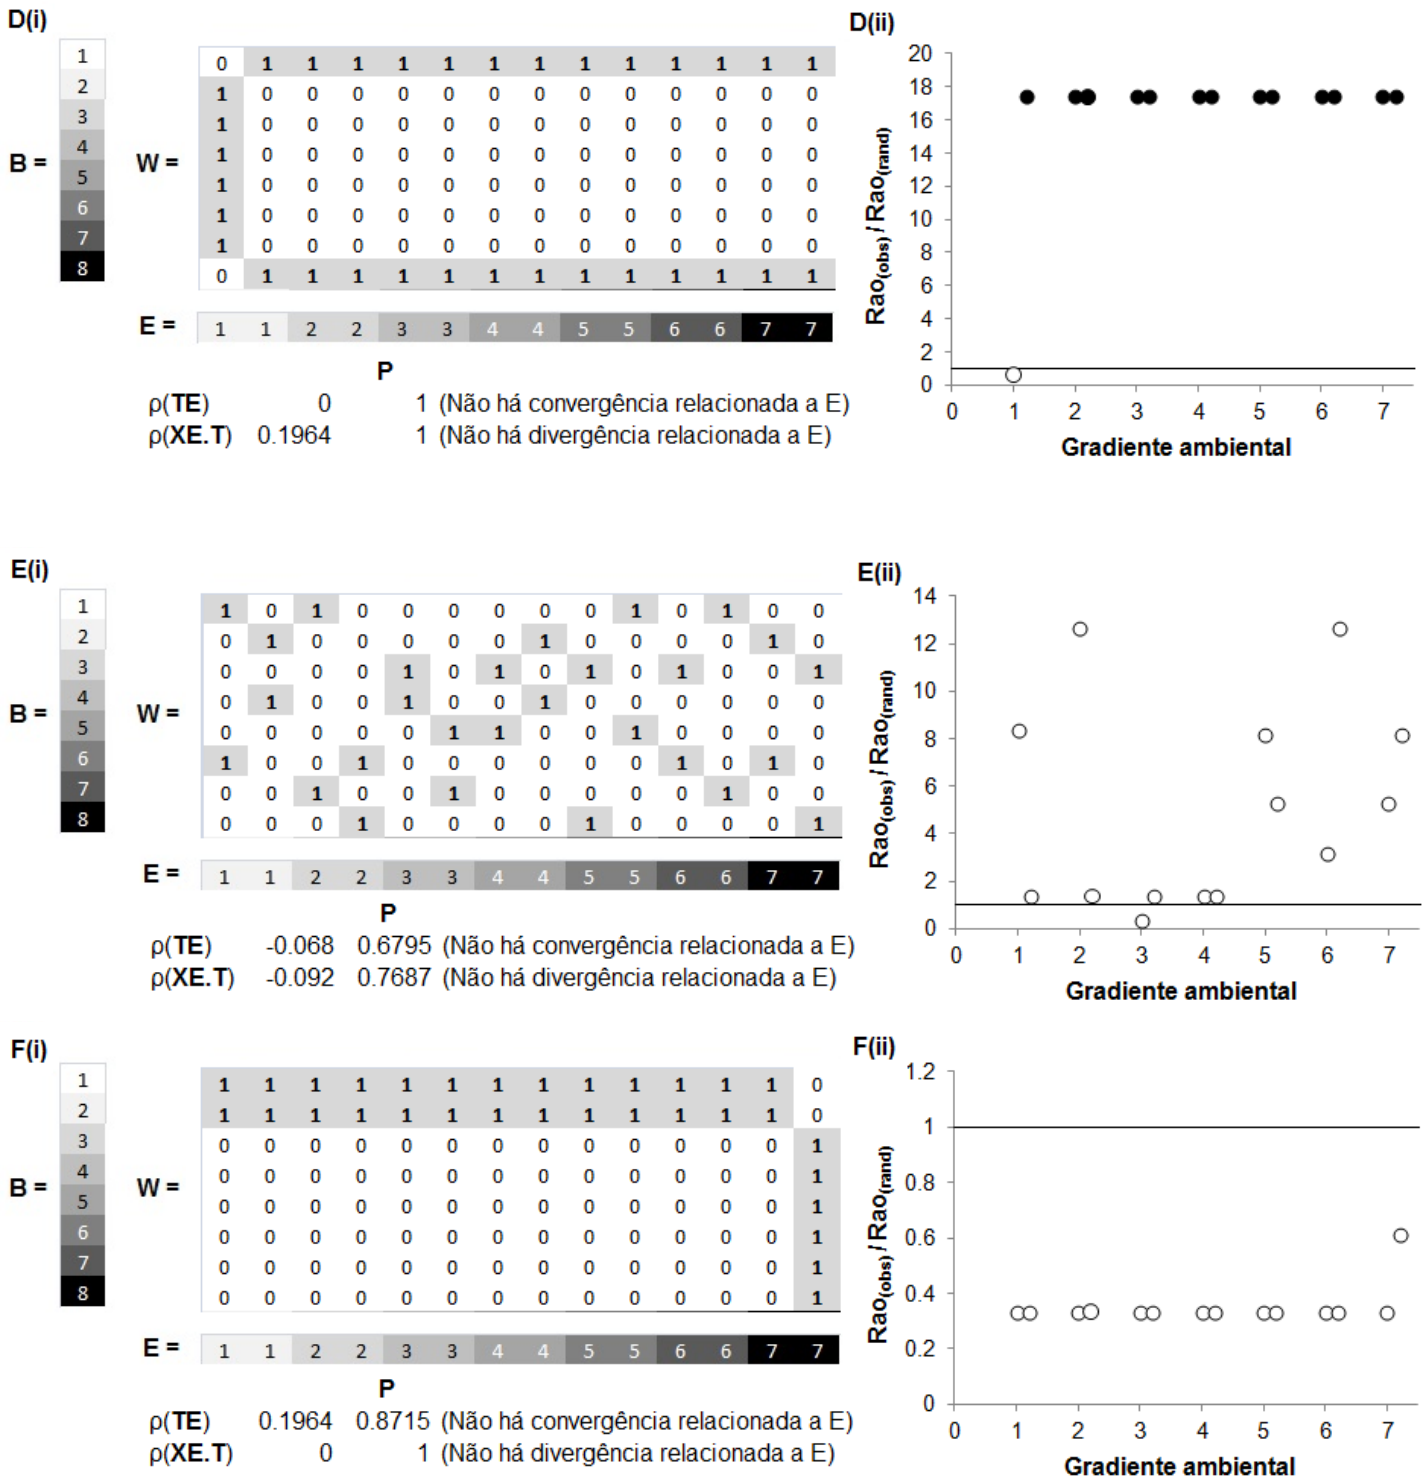 D(i)
B =
1
2
3
4
5
6
7
8
W =
0 1 1 1 1 1 1 1 1 1 1 1 1 1
1 0 0 0 0 0 0 0 0 0 0 0 0 0
1 0 0 0 0 0 0 0 0 0 0 0 0 0
1 0 0 0 0 0 0 0 0 0 0 0 0 0
1 0 0 0 0 0 0 0 0 0 0 0 0 0
1 0 0 0 0 0 0 0 0 0 0 0 0 0
1 0 0 0 0 0 0 0 0 0 0 0 0 0
0 1 1 1 1 1 1 1 1 1 1 1 1 1
E = 1 1 2 2 3 3 4 4 5 5 6 6 7 7
P
ρ(TE) 0 1 (Não há convergência relacionada a E)
ρ(XE.T) 0.1964 1 (Não há divergência relacionada a E)
D(ii)
Rao(obs) / Rao(rand)
20
18
16
14
12
10
8
6
4
2
0
0 1 2 3 4 5 6 7
Gradiente ambiental
E(i)
B =
1
2
3
4
5
6
7
8
W =
1 0 1 0 0 0 0 0 0 1 0 1 0 0
0 1 0 0 0 0 0 1 0 0 0 0 1 0
0 0 0 0 1 0 1 0 1 0 1 0 0 1
0 1 0 0 1 0 0 1 0 0 0 0 0 0
0 0 0 0 0 1 1 0 0 1 0 0 0 0
1 0 0 1 0 0 0 0 0 0 1 0 1 0
0 0 1 0 0 1 0 0 0 0 0 1 0 0
0 0 0 1 0 0 0 0 1 0 0 0 0 1
E = 1 1 2 2 3 3 4 4 5 5 6 6 7 7
P
ρ(TE) -0.068 0.6795 (Não há convergência relacionada a E)
ρ(XE.T) -0.092 0.7687 (Não há divergência relacionada a E)
E(ii)
Rao(obs) / Rao(rand)
14
12
10
8
6
4
2
0
0 1 2 3 4 5 6 7
Gradiente ambiental
F(i)
B =
1
2
3
4
5
6
7
8
W =
1 1 1 1 1 1 1 1 1 1 1 1 1 0
1 1 1 1 1 1 1 1 1 1 1 1 1 0
0 0 0 0 0 0 0 0 0 0 0 0 0 1
0 0 0 0 0 0 0 0 0 0 0 0 0 1
0 0 0 0 0 0 0 0 0 0 0 0 0 1
0 0 0 0 0 0 0 0 0 0 0 0 0 1
0 0 0 0 0 0 0 0 0 0 0 0 0 1
0 0 0 0 0 0 0 0 0 0 0 0 0 1
E = 1 1 2 2 3 3 4 4 5 5 6 6 7 7
P
ρ(TE) 0.1964 0.8715 (Não há convergência relacionada a E)
ρ(XE.T) 0 1 (Não há divergência relacionada a E)
F(ii)
Rao(obs) / Rao(rand)
1.2
1
0.8
0.6
0.4
0.2
0
0 1 2 3 4 5 6 7
Gradiente ambiental